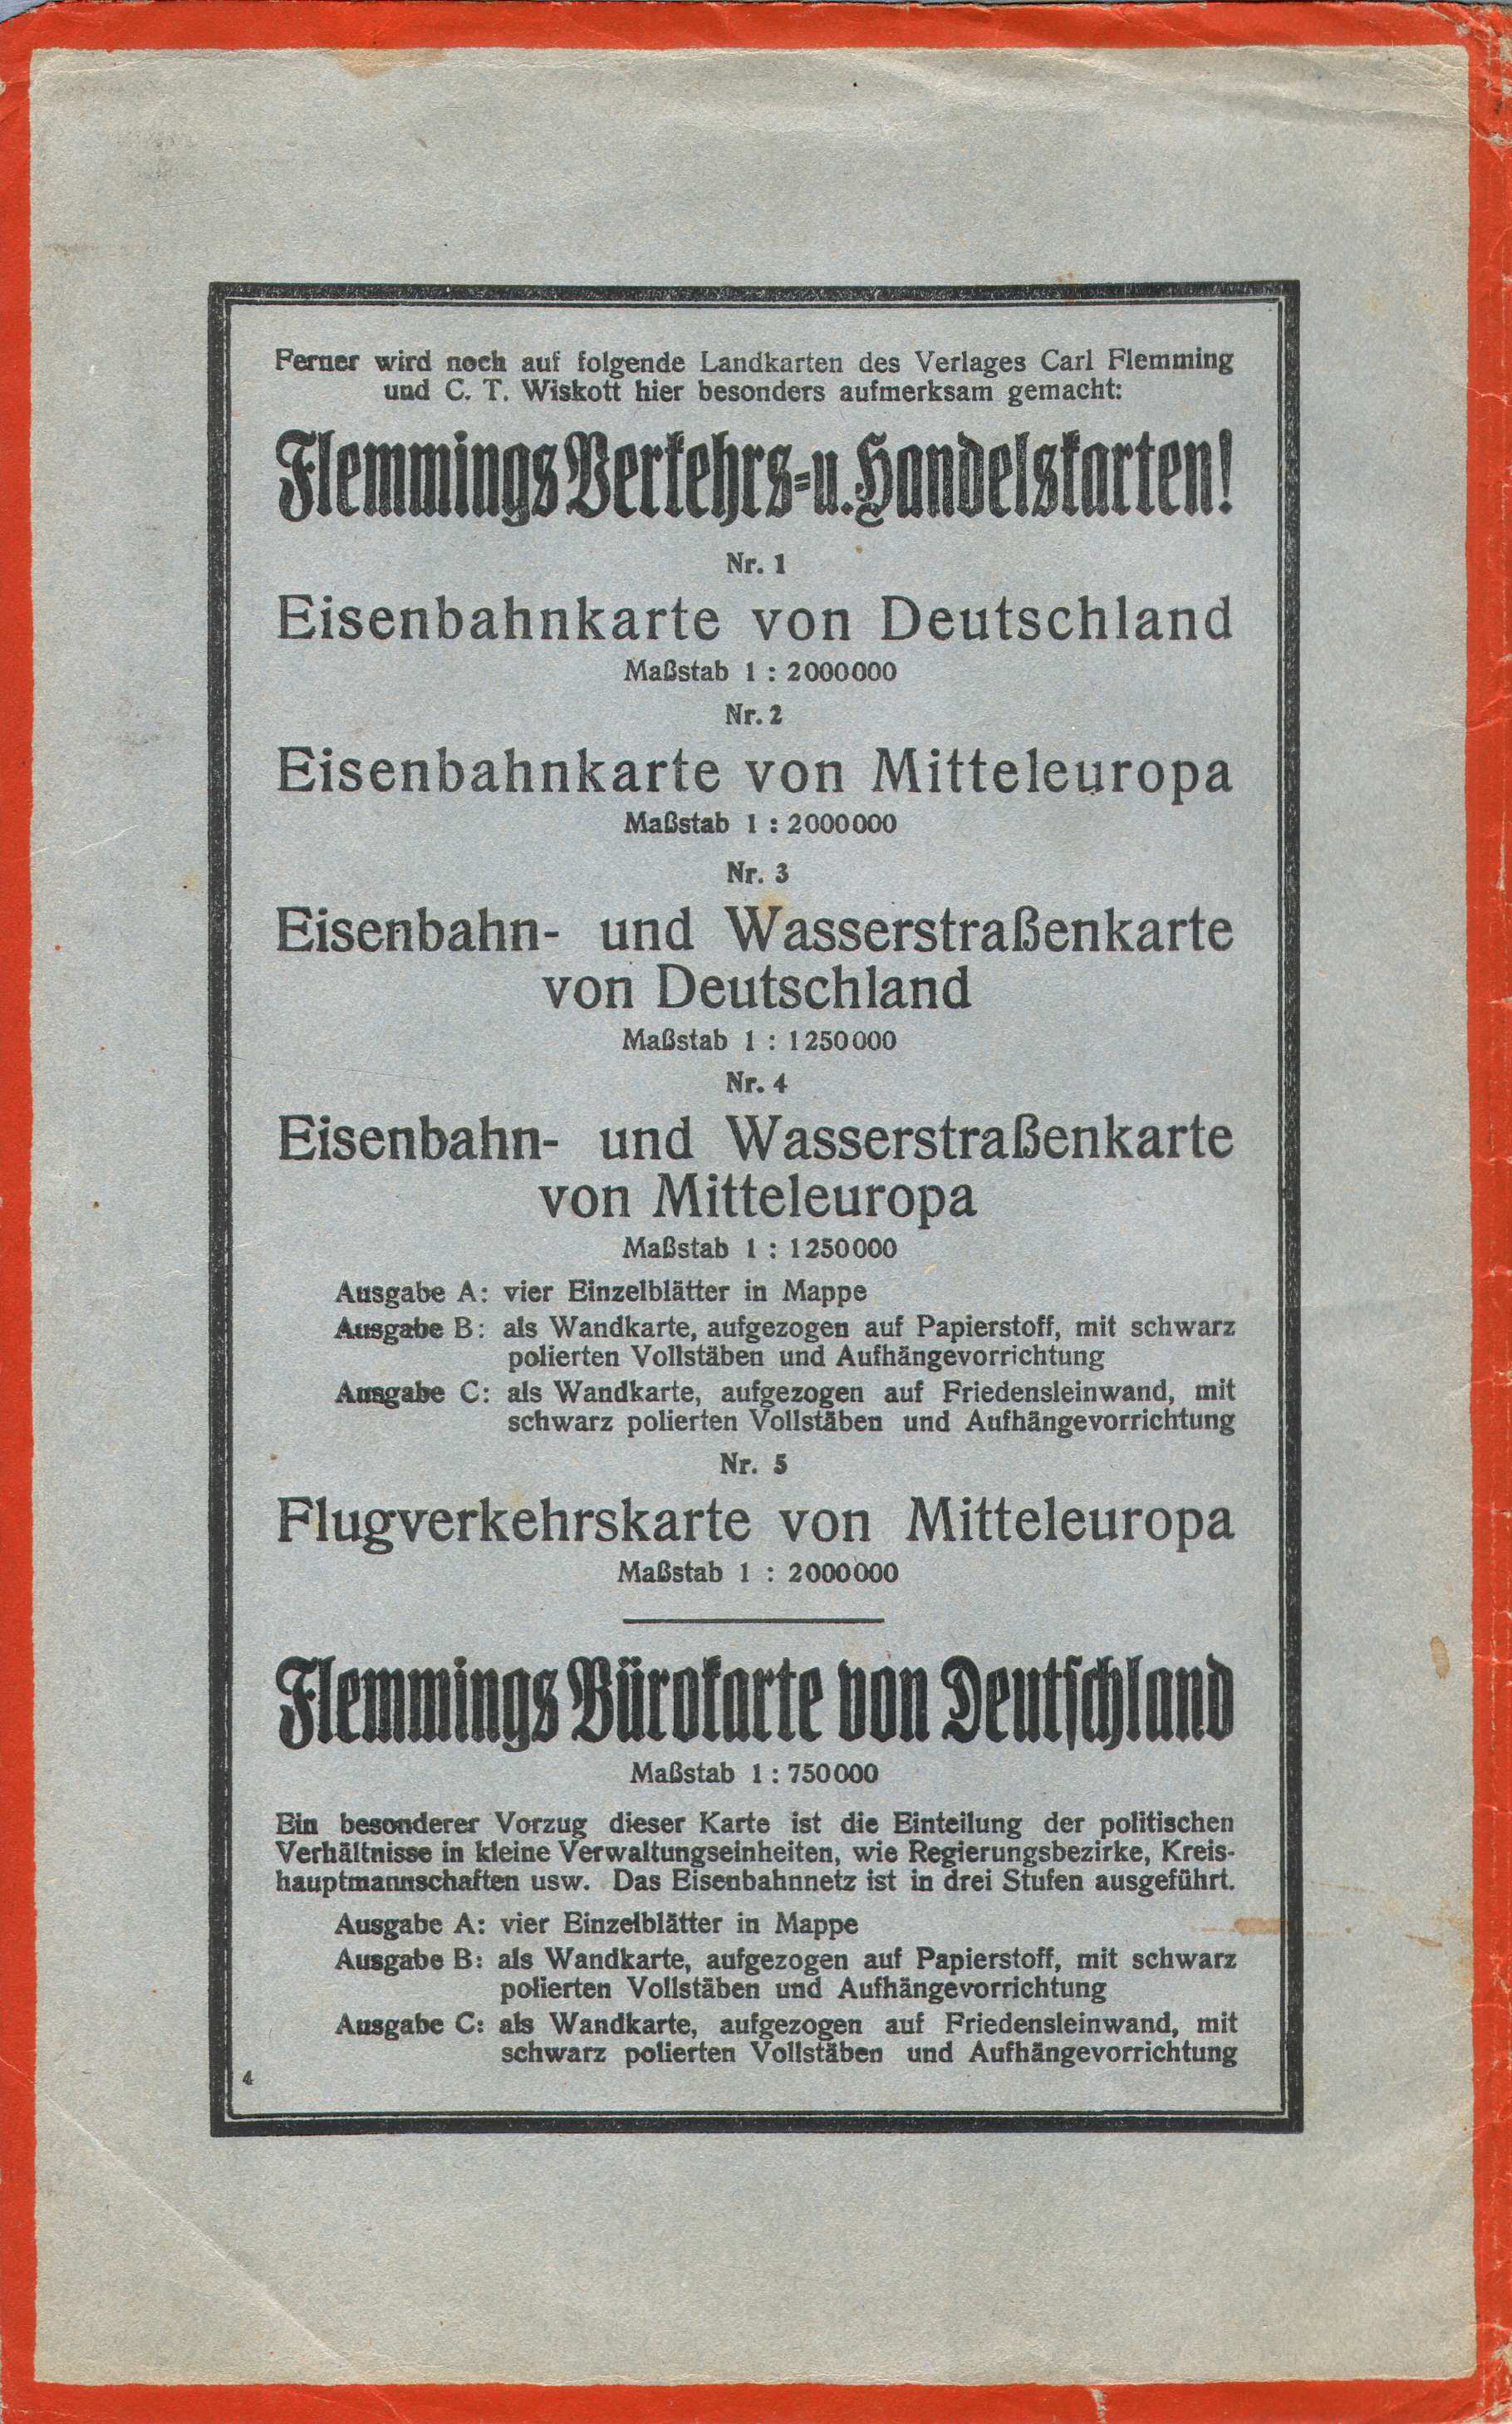 Ferner wird noch auf folgende Landkarten des Verlages Carl Flemming
und C. T. Wiskott hier besonders aufmerksam gemacht:
Flemmings Verkehrs- u. Handelskarten!
Nr. 1
Eisenbahnkarte von Deutschland
Maßstab 1 : 2000000
Nr. 2
Eisenbahnkarte von Mitteleuropa
Maßstab 1 : 2000000
Nr. 3
Eisenbahn- und Wasserstraßenkarte
von Deutschland
Maßstab 1 : 1250000
Nr. 4
Eisenbahn- und Wasserstraßenkarte
von Mitteleuropa
Maßstab 1 : 1250000
Ausgabe A: vier Einzelblätter in Mappe
Ausgabe B: als Wandkarte, aufgezogen auf Papierstoff, mit schwarz
polierten Vollstäben und Aufhängevorrichtung
Ausgabe C: als Wandkarte, aufgezogen auf Friedensleinwand, mit
schwarz polierten Vollstäben und Aufhängevorrichtung
Nr. 5
Flugverkehrskarte von Mitteleuropa
Maßstab 1 : 2000000
Flemmings Bürokarte von Deutschland
Maßstab 1 : 750000
Ein besonderer Vorzug dieser Karte ist die Einteilung der politischen
Verhältnisse in kleine Verwaltungseinheiten, wie Regierungsbezirke, Kreis-
hauptmannschaften usw. Das Eisenbahnnetz ist in drei Stufen ausgeführt.
Ausgabe A: vier Einzelblätter in Mappe
Ausgabe B: als Wandkarte, aufgezogen auf Papierstoff, mit schwarz
polierten Vollstäben und Aufhängevorrichtung
Ausgabe C: als Wandkarte, aufgezogen auf Friedensleinwand, mit
schwarz polierten Vollstäben und Aufhängevorrichtung
4